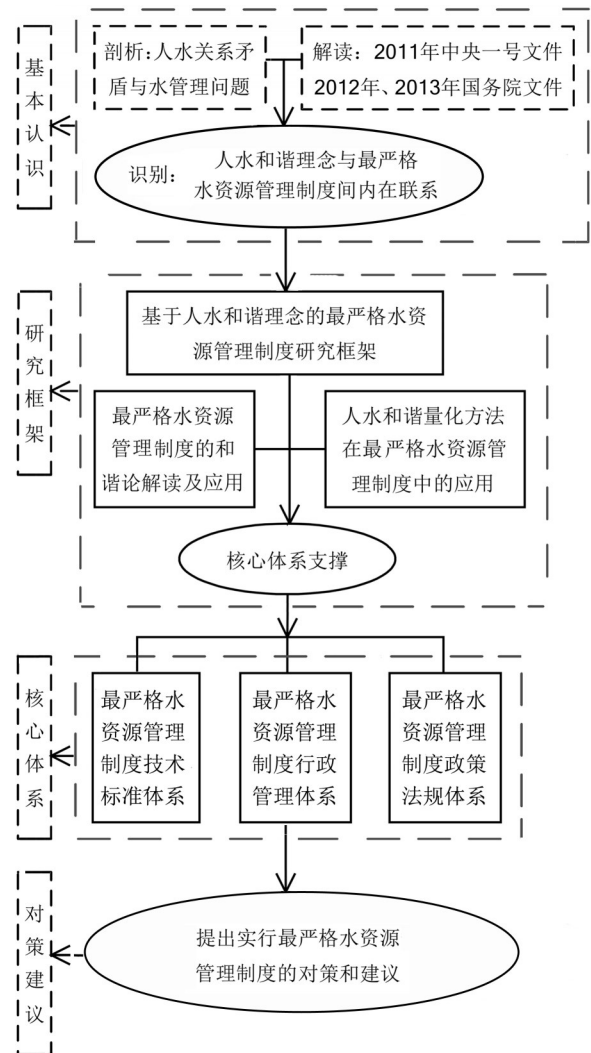 基本认识
剖析:人水关系矛
盾与水管理问题
解读：2011年中央一号文件
2012年、2013年国务院文件
识别：
人水和谐理念与最严格
水资源管理制度间内在联系
研究框架
基于人水和谐理念的最严格水资
源管理制度研究框架
最严格水资源
管理制度的和
谐论解读及应用
人水和谐量化方法
在最严格水资源管
理制度中的应用
核心体系支撑
核心体系
最严格水
资源管理
制度技术
标准体系
最严格水
资源管理
制度行政
管理体系
最严格水
资源管理
制度政策
法规体系
对策建议
提出实行最严格水资源
管理制度的对策和建议